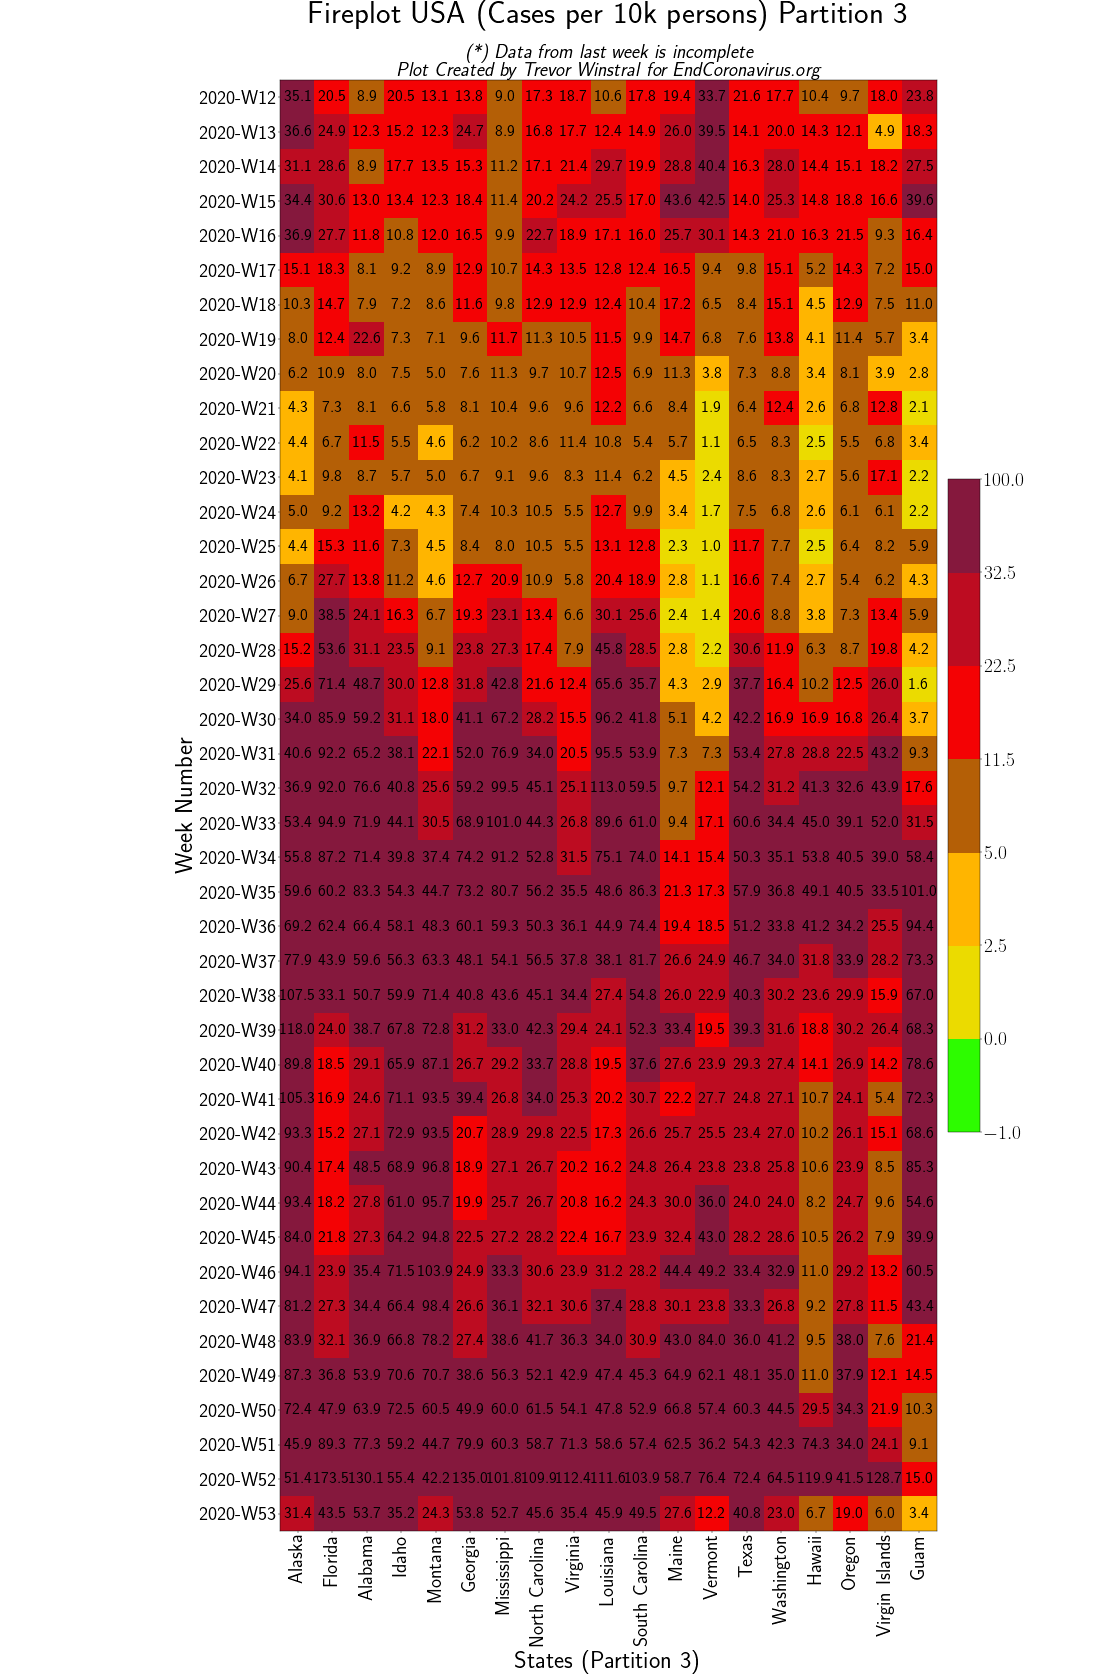 Fireplot USA (Cases per 10k persons) Partition 3
(*) Data from last week is incomplete
Plot Created by Trevor Winstral for EndCoronavirus.org
2020-W12 35.1 20.5 8.9 20.5 13.1 13.8 9.0 17.3 18.7 10.6 17.8 19.4 33.7 21.6 17.7 10.4 9.7 18.0 23.8
2020-W13 36.6 24.9 12.3 15.2 12.3 24.7 8.9 16.8 17.7 12.4 14.9 26.0 39.5 14.1 20.0 14.3 12.1 4.9 18.3
2020-W14 31.1 28.6 8.9 17.7 13.5 15.3 11.2 17.1 21.4 29.7 19.9 28.8 40.4 16.3 28.0 14.4 15.1 18.2 27.5
2020-W15 34.4 30.6 13.0 13.4 12.3 18.4 11.4 20.2 24.2 25.5 17.0 43.6 42.5 14.0 25.3 14.8 18.8 16.6 39.6
2020-W16 36.9 27.7 11.8 10.8 12.0 16.5 9.9 22.7 18.9 17.1 16.0 25.7 30.1 14.3 21.0 16.3 21.5 9.3 16.4
2020-W17 15.1 18.3 8.1 9.2 8.9 12.9 10.7 14.3 13.5 12.8 12.4 16.5 9.4 9.8 15.1 5.2 14.3 7.2 15.0
2020-W18 10.3 14.7 7.9 7.2 8.6 11.6 9.8 12.9 12.9 12.4 10.4 17.2 6.5 8.4 15.1 4.5 12.9 7.5 11.0
2020-W19 8.0 12.4 22.6 7.3 7.1 9.6 11.7 11.3 10.5 11.5 9.9 14.7 6.8 7.6 13.8 4.1 11.4 5.7 3.4
2020-W20 6.2 10.9 8.0 7.5 5.0 7.6 11.3 9.7 10.7 12.5 6.9 11.3 3.8 7.3 8.8 3.4 8.1 3.9 2.8
2020-W21 4.3 7.3 8.1 6.6 5.8 8.1 10.4 9.6 9.6 12.2 6.6 8.4 1.9 6.4 12.4 2.6 6.8 12.8 2.1
2020-W22 4.4 6.7 11.5 5.5 4.6 6.2 10.2 8.6 11.4 10.8 5.4 5.7 1.1 6.5 8.3 2.5 5.5 6.8 3.4
2020-W23 4.1 9.8 8.7 5.7 5.0 6.7 9.1 9.6 8.3 11.4 6.2 4.5 2.4 8.6 8.3 2.7 5.6 17.1 2.2
2020-W24 5.0 9.2 13.2 4.2 4.3 7.4 10.3 10.5 5.5 12.7 9.9 3.4 1.7 7.5 6.8 2.6 6.1 6.1 2.2
2020-W25 4.4 15.3 11.6 7.3 4.5 8.4 8.0 10.5 5.5 13.1 12.8 2.3 1.0 11.7 7.7 2.5 6.4 8.2 5.9
2020-W26 6.7 27.7 13.8 11.2 4.6 12.7 20.9 10.9 5.8 20.4 18.9 2.8 1.1 16.6 7.4 2.7 5.4 6.2 4.3
2020-W27 9.0 38.5 24.1 16.3 6.7 19.3 23.1 13.4 6.6 30.1 25.6 2.4 1.4 20.6 8.8 3.8 7.3 13.4 5.9
2020-W28 15.2 53.6 31.1 23.5 9.1 23.8 27.3 17.4 7.9 45.8 28.5 2.8 2.2 30.6 11.9 6.3 8.7 19.8 4.2
2020-W29 25.6 71.4 48.7 30.0 12.8 31.8 42.8 21.6 12.4 65.6 35.7 4.3 2.9 37.7 16.4 10.2 12.5 26.0 1.6
2020-W30 34.0 85.9 59.2 31.1 18.0 41.1 67.2 28.2 15.5 96.2 41.8 5.1 4.2 42.2 16.9 16.9 16.8 26.4 3.7
2020-W31 40.6 92.2 65.2 38.1 22.1 52.0 76.9 34.0 20.5 95.5 53.9 7.3 7.3 53.4 27.8 28.8 22.5 43.2 9.3
2020-W32 36.9 92.0 76.6 40.8 25.6 59.2 99.5 45.1 25.1 113.0 59.5 9.7 12.1 54.2 31.2 41.3 32.6 43.9 17.6
2020-W33 53.4 94.9 71.9 44.1 30.5 68.9 101.0 44.3 26.8 89.6 61.0 9.4 17.1 60.6 34.4 45.0 39.1 52.0 31.5
2020-W34 55.8 87.2 71.4 39.8 37.4 74.2 91.2 52.8 31.5 75.1 74.0 14.1 15.4 50.3 35.1 53.8 40.5 39.0 58.4
2020-W35 59.6 60.2 83.3 54.3 44.7 73.2 80.7 56.2 35.5 48.6 86.3 21.3 17.3 57.9 36.8 49.1 40.5 33.5 101.0
2020-W36 69.2 62.4 66.4 58.1 48.3 60.1 59.3 50.3 36.1 44.9 74.4 19.4 18.5 51.2 33.8 41.2 34.2 25.5 94.4
2020-W37 77.9 43.9 59.6 56.3 63.3 48.1 54.1 56.5 37.8 38.1 81.7 26.6 24.9 46.7 34.0 31.8 33.9 28.2 73.3
2020-W38 107.5 33.1 50.7 59.9 71.4 40.8 43.6 45.1 34.4 27.4 54.8 26.0 22.9 40.3 30.2 23.6 29.9 15.9 67.0
2020-W39 118.0 24.0 38.7 67.8 72.8 31.2 33.0 42.3 29.4 24.1 52.3 33.4 19.5 39.3 31.6 18.8 30.2 26.4 68.3
2020-W40 89.8 18.5 29.1 65.9 87.1 26.7 29.2 33.7 28.8 19.5 37.6 27.6 23.9 29.3 27.4 14.1 26.9 14.2 78.6
2020-W41 105.3 16.9 24.6 71.1 93.5 39.4 26.8 34.0 25.3 20.2 30.7 22.2 27.7 24.8 27.1 10.7 24.1 5.4 72.3
2020-W42 93.3 15.2 27.1 72.9 93.5 20.7 28.9 29.8 22.5 17.3 26.6 25.7 25.5 23.4 27.0 10.2 26.1 15.1 68.6
2020-W43 90.4 17.4 48.5 68.9 96.8 18.9 27.1 26.7 20.2 16.2 24.8 26.4 23.8 23.8 25.8 10.6 23.9 8.5 85.3
2020-W44 93.4 18.2 27.8 61.0 95.7 19.9 25.7 26.7 20.8 16.2 24.3 30.0 36.0 24.0 24.0 8.2 24.7 9.6 54.6
2020-W45 84.0 21.8 27.3 64.2 94.8 22.5 27.2 28.2 22.4 16.7 23.9 32.4 43.0 28.2 28.6 10.5 26.2 7.9 39.9
2020-W46 94.1 23.9 35.4 71.5 103.9 24.9 33.3 30.6 23.9 31.2 28.2 44.4 49.2 33.4 32.9 11.0 29.2 13.2 60.5
2020-W47 81.2 27.3 34.4 66.4 98.4 26.6 36.1 32.1 30.6 37.4 28.8 30.1 23.8 33.3 26.8 9.2 27.8 11.5 43.4
2020-W48 83.9 32.1 36.9 66.8 78.2 27.4 38.6 41.7 36.3 34.0 30.9 43.0 84.0 36.0 41.2 9.5 38.0 7.6 21.4
2020-W49 87.3 36.8 53.9 70.6 70.7 38.6 56.3 52.1 42.9 47.4 45.3 64.9 62.1 48.1 35.0 11.0 37.9 12.1 14.5
2020-W50 72.4 47.9 63.9 72.5 60.5 49.9 60.0 61.5 54.1 47.8 52.9 66.8 57.4 60.3 44.5 29.5 34.3 21.9 10.3
2020-W51 45.9 89.3 77.3 59.2 44.7 79.9 60.3 58.7 71.3 58.6 57.4 62.5 36.2 54.3 42.3 74.3 34.0 24.1 9.1
2020-W52 51.4 173.5 130.1 55.4 42.2 135.0 101.8 109.9 112.4 111.6 103.9 58.7 76.4 72.4 64.5 119.9 41.5 128.7 15.0
2020-W53 31.4 43.5 53.7 35.2 24.3 53.8 52.7 45.6 35.4 45.9 49.5 27.6 12.2 40.8 23.0 6.7 19.0 6.0 3.4
Week Number
Alaska
Florida
Alabama
Idaho
Montana
Georgia
Mississippi
North Carolina
Virginia
Louisiana
South Carolina
Maine
Vermont
Texas
Washington
Hawaii
Oregon
Virgin Islands
Guam
States (Partition 3)
100.0
32.5
22.5
11.5
5.0
2.5
0.0
−1.0